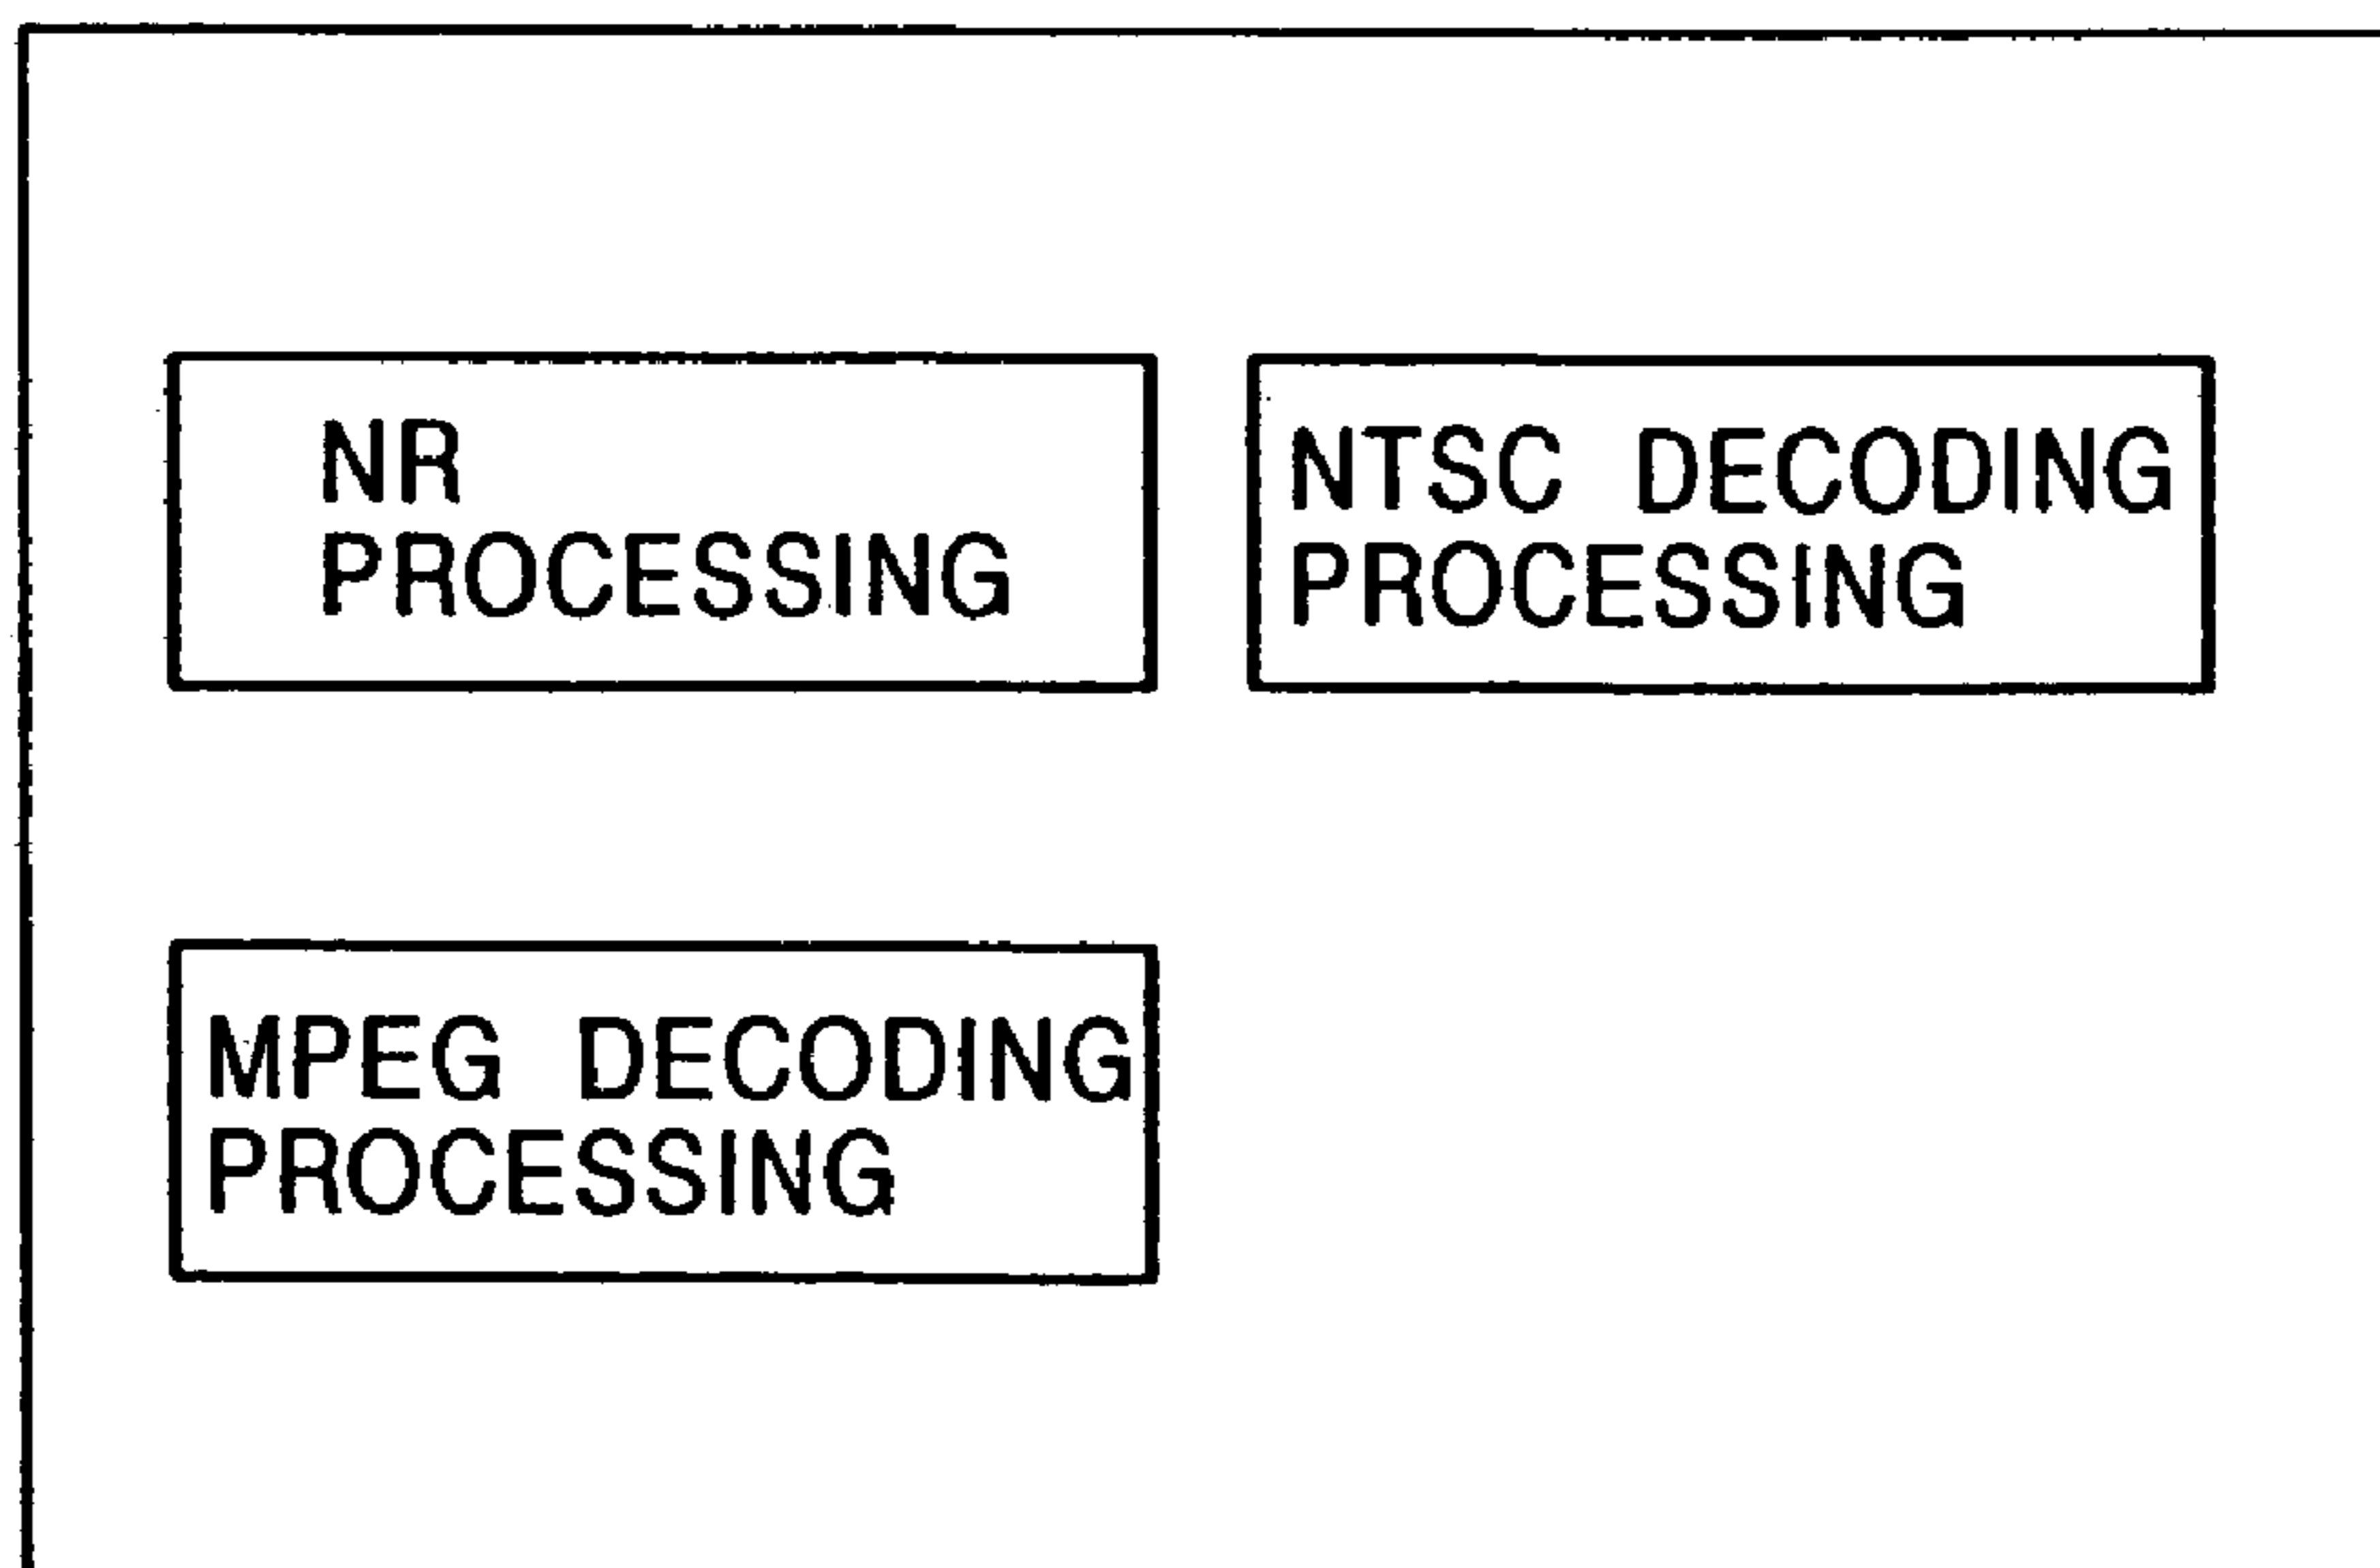 NR
PROCESSING
NTSC DECODING
PROCESSING
MPEG DECODING
PROCESSING